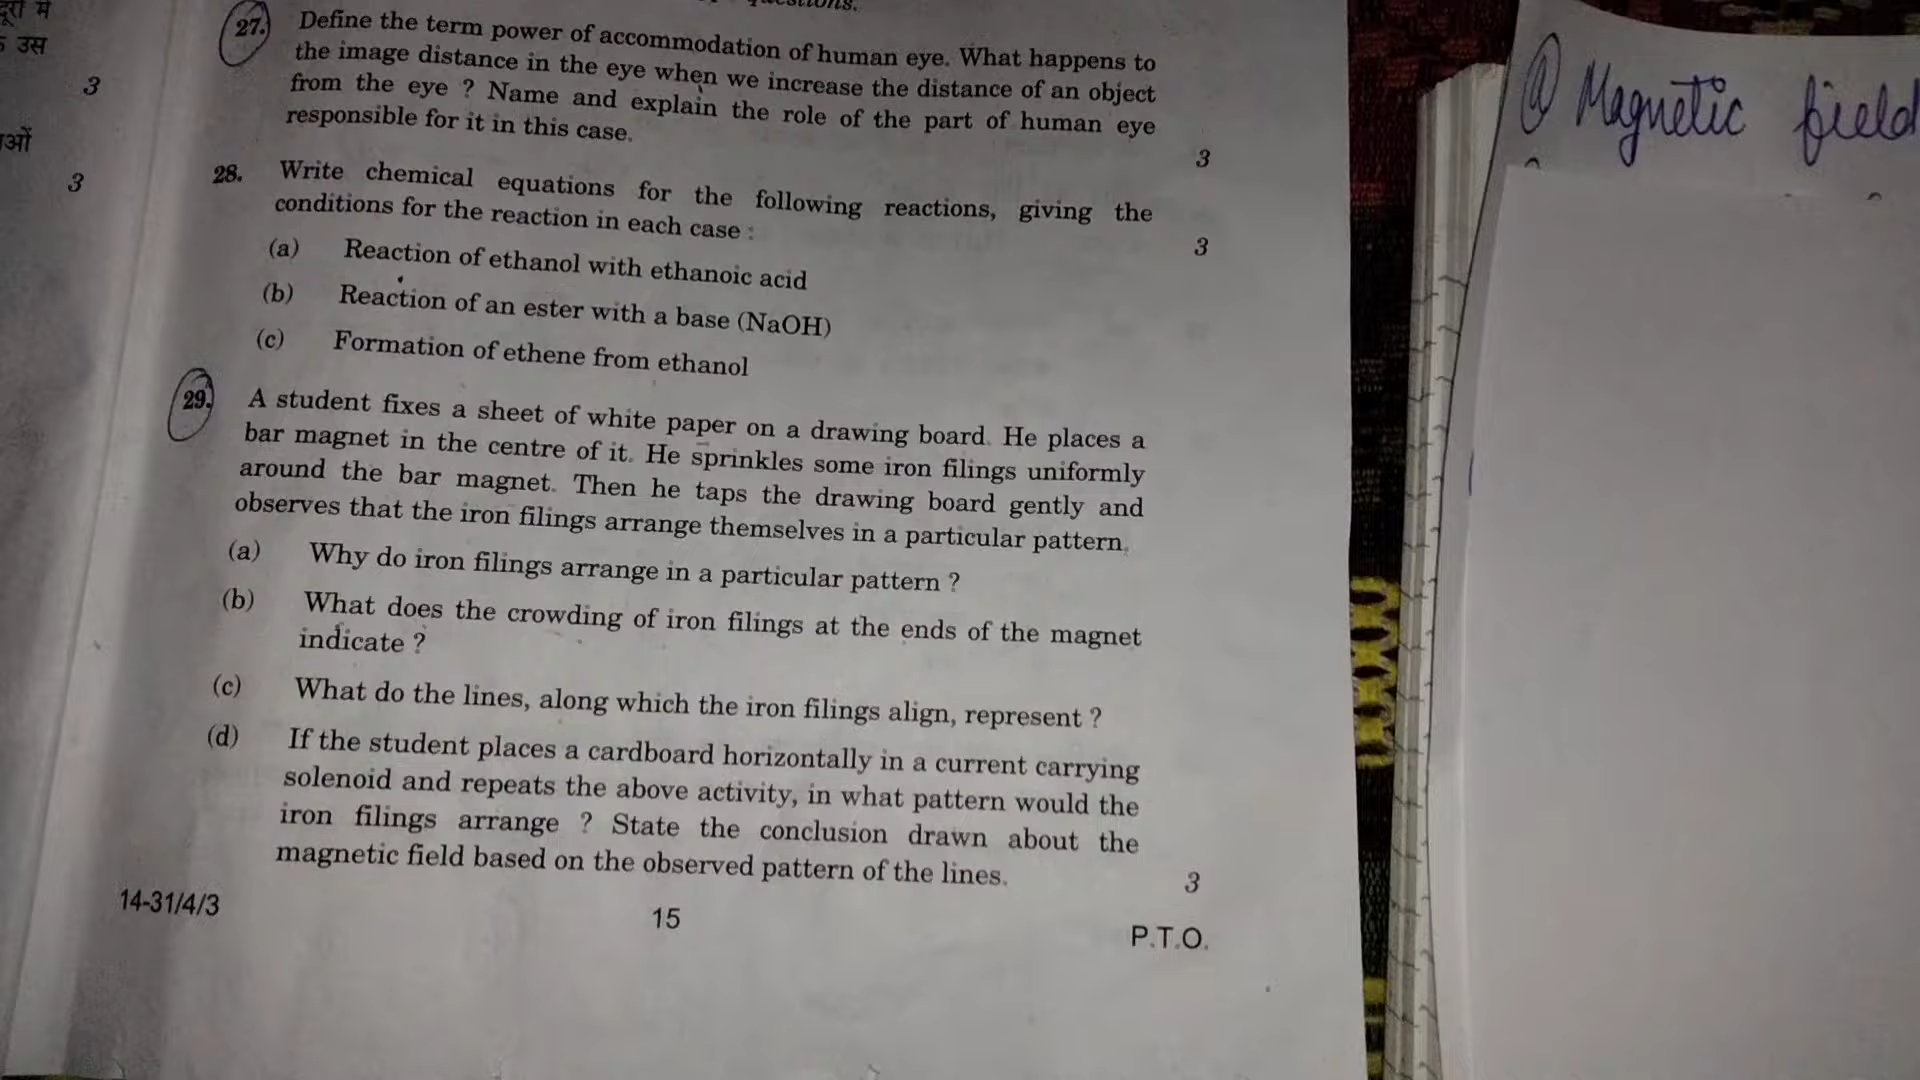 उस
3
3
27. Define the term power of accommodation of human eye. What happens to
the image distance in the eye when we increase the distance of an object
from the eye ? Name and explain the role of the part of human eye
responsible for it in this case.
3
28. Write chemical equations for the following reactions, giving the
conditions for the reaction in each case :
3
(a) Reaction of ethanol with ethanoic acid
(b) Reaction of an ester with a base (NaOH)
(c) Formation of ethene from ethanol
29. A student fixes a sheet of white paper on a drawing board. He places a
bar magnet in the centre of it. He sprinkles some iron filings uniformly
around the bar magnet. Then he taps the drawing board gently and
observes that the iron filings arrange themselves in a particular pattern.
(a) Why do iron filings arrange in a particular pattern ?
(b) What does the crowding of iron filings at the ends of the magnet
indicate ?
(c) What do the lines, along which the iron filings align, represent ?
(d) If the student places a cardboard horizontally in a current carrying
solenoid and repeats the above activity, in what pattern would the
iron filings arrange ? State the conclusion drawn about the
magnetic field based on the observed pattern of the lines.
3
14-31/4/3
15
P.T.O.
Magnetic field